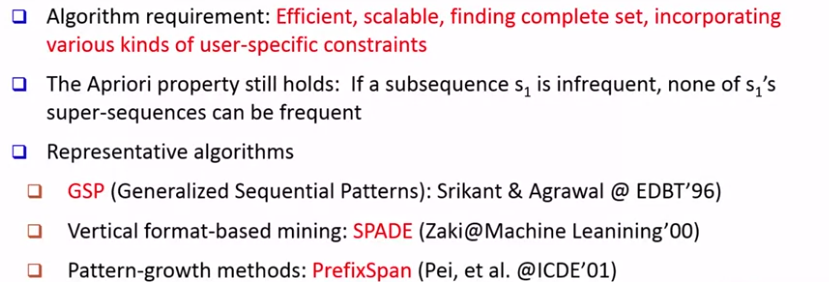 Algorithm requirement: Efficient, scalable, finding complete set, incorporating
various kinds of user-specific constraints
The Apriori property still holds: If a subsequence s₁ is infrequent, none of s₁'s
super-sequences can be frequent
Representative algorithms
GSP (Generalized Sequential Patterns): Srikant & Agrawal @ EDBT'96)
Vertical format-based mining: SPADE (Zaki@Machine Leanining'00)
Pattern-growth methods: PrefixSpan (Pei, et al. @ICDE'01)